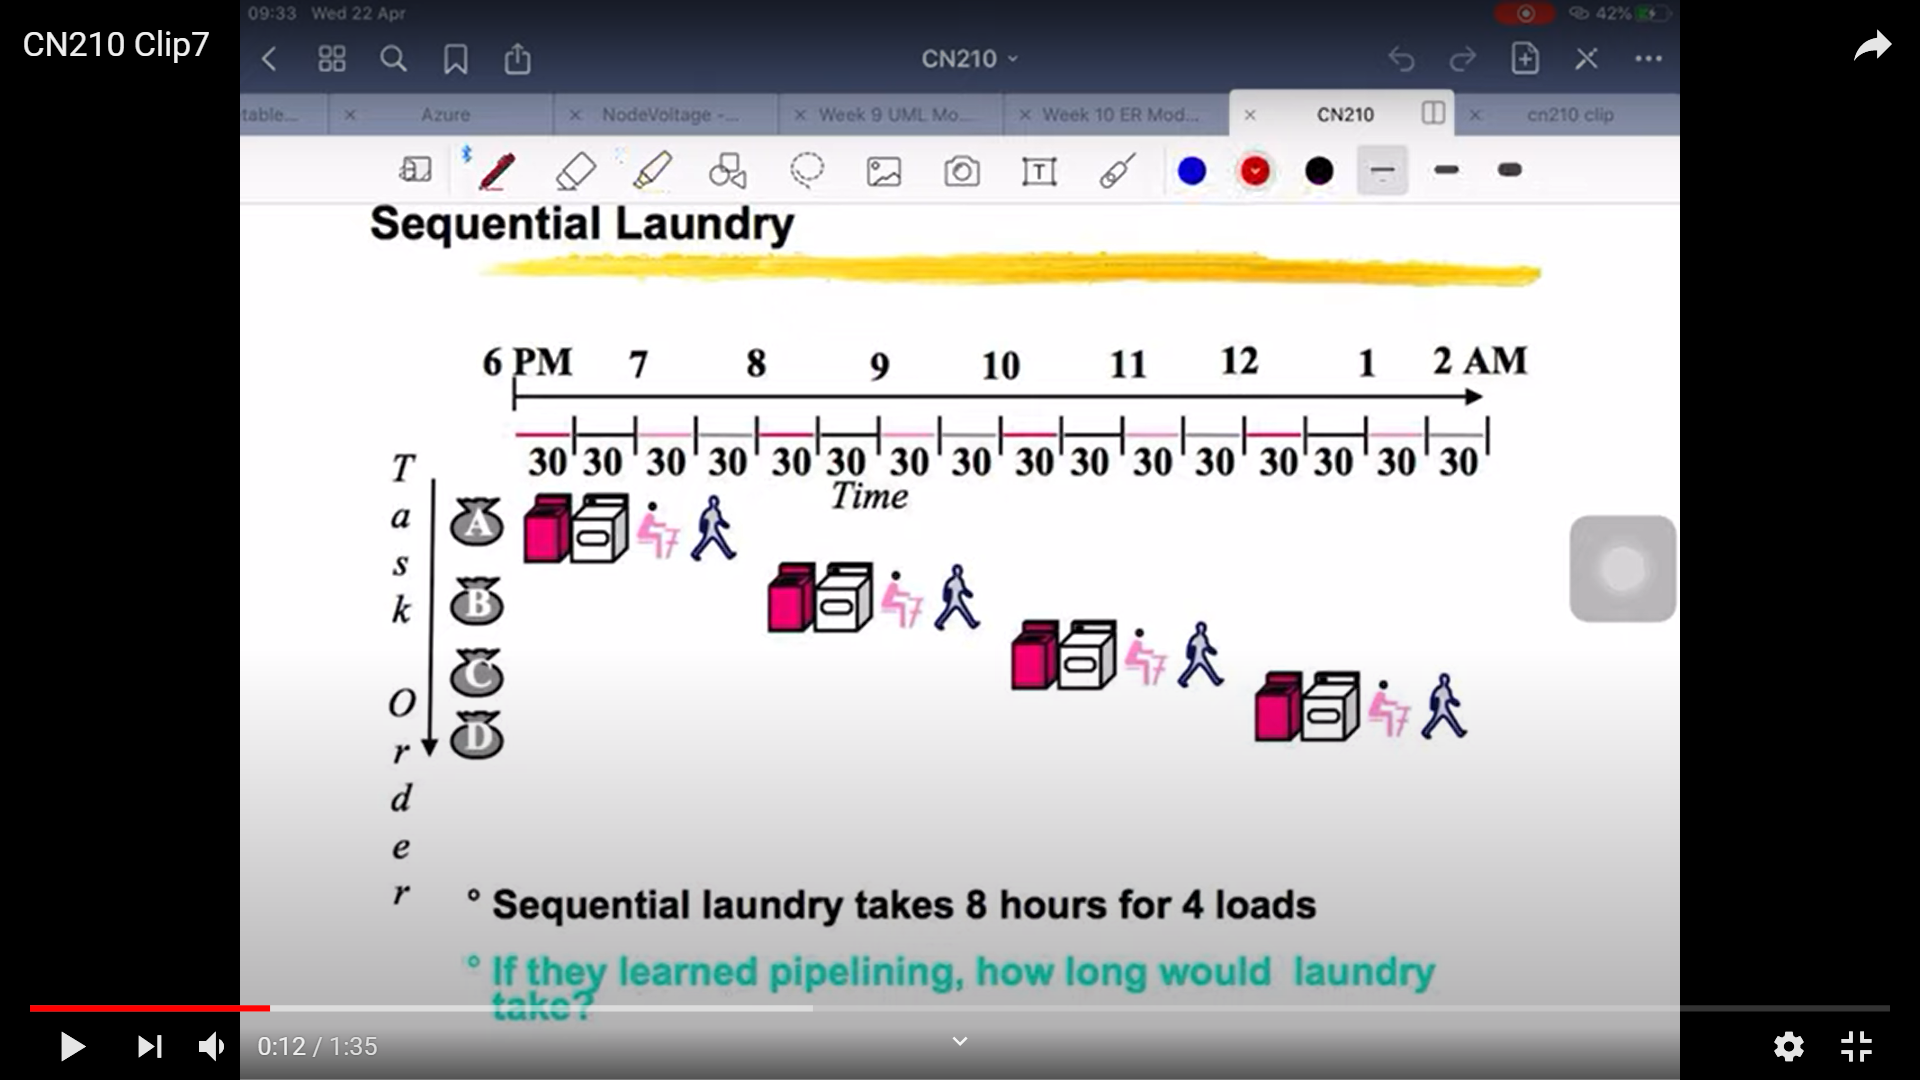 09:33 Wed 22 Apr
42%
CN210 Clip7
CN210
table...
Azure
NodeVoltage -...
Week 9 UML Mo...
Week 10 ER Mod...
CN210
cn210 clip
T
Sequential Laundry
6 PM 7 8 9 10 11 12 1 2 AM
30 30 30 30 30 30 30 30 30 30 30 30 30 30 30 30
Time
Task Order
A
B
C
D
° Sequential laundry takes 8 hours for 4 loads
° If they learned pipelining, how long would laundry
take?
0:12 / 1:35